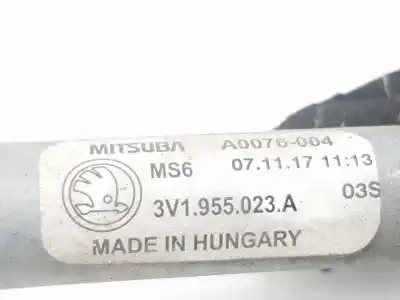 MITSUBA A0076-004
MS6 07.11.17 11:13
3V1.955.023.A 03S
MADE IN HUNGARY